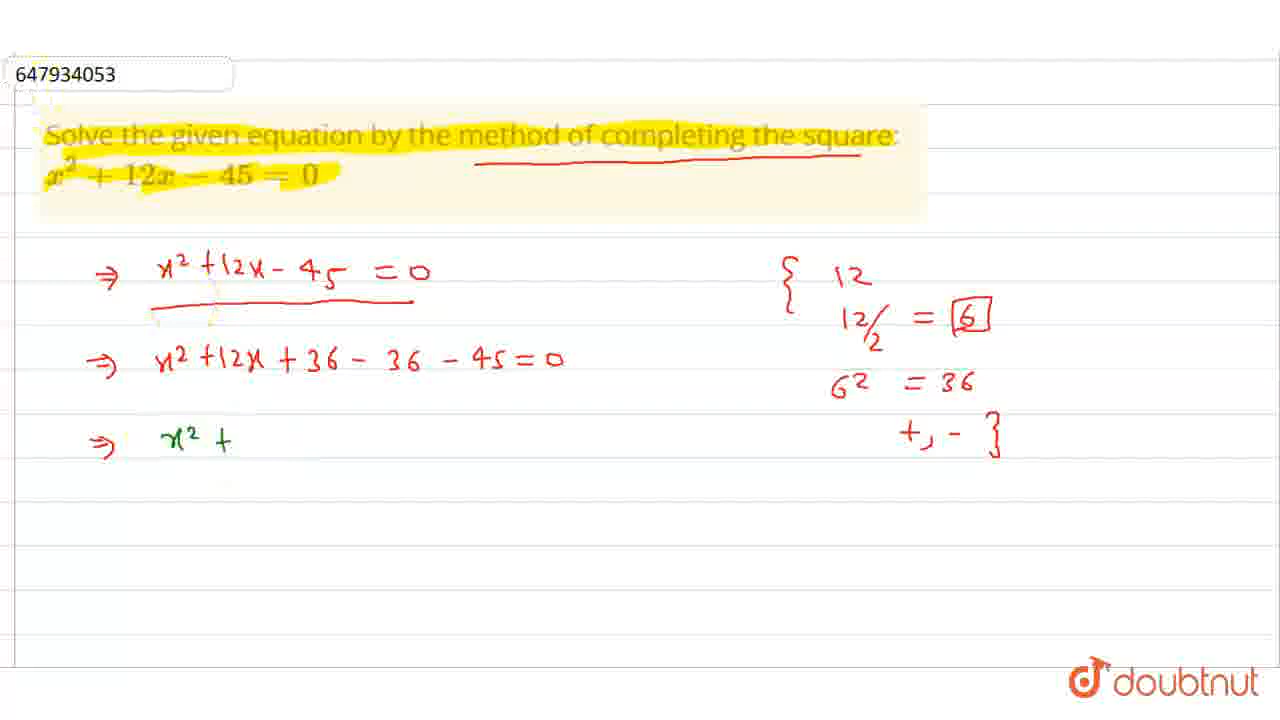 647934053
Solve the given equation by the method of completing the square:
x² + 12x − 45 = 0
⇒ x² + 12x - 45 = 0
⇒ x² + 12x + 36 - 36 - 45 = 0
⇒ x² +
{ 12
12/2 = 6
6² = 36
+, - }
doubtnut